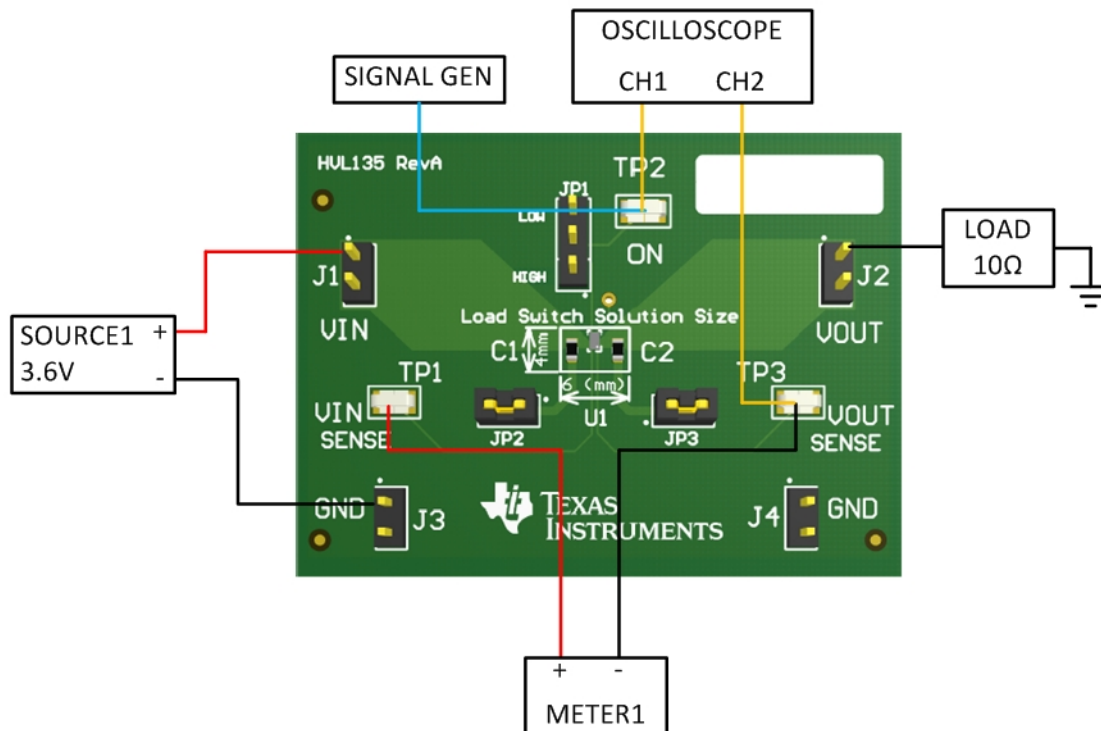 OSCILLOSCOPE
CH1 CH2
SIGNAL GEN
HVL135 RevA
TP2
JP1
LOW
ON
HIGH
J1
VIN
J2
VOUT
LOAD
10Ω
SOURCE1
3.6V
+
-
Load Switch Solution Size
C1
4mm
C2
6 (mm)
U1
TP1
VIN
SENSE
JP2
JP3
TP3
VOUT
SENSE
GND
J3
TEXAS
INSTRUMENTS
J4
GND
+ -
METER1